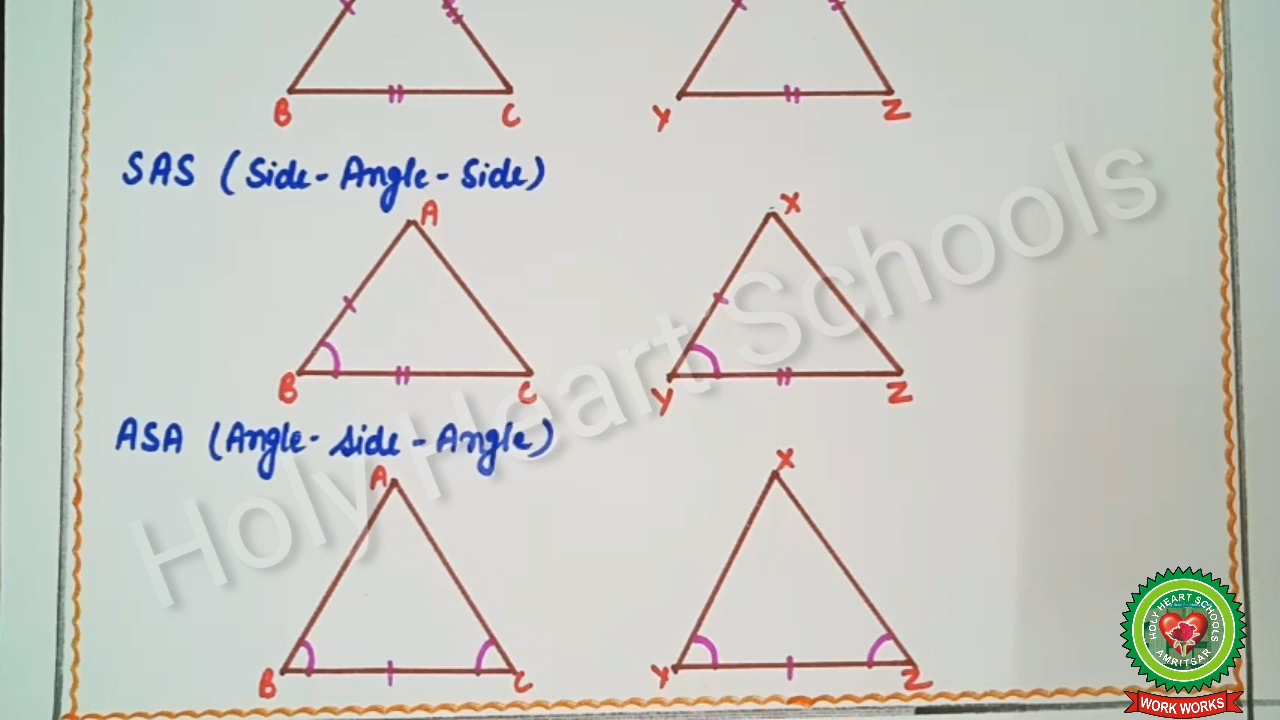 B C Y Z
SAS (Side-Angle-Side)
A X
B C Y Z
ASA (Angle-Side-Angle)
A X
B C Y Z
Holy Heart Schools
HOLY HEART SCHOOLS
AMRITSAR
WORK WORKS